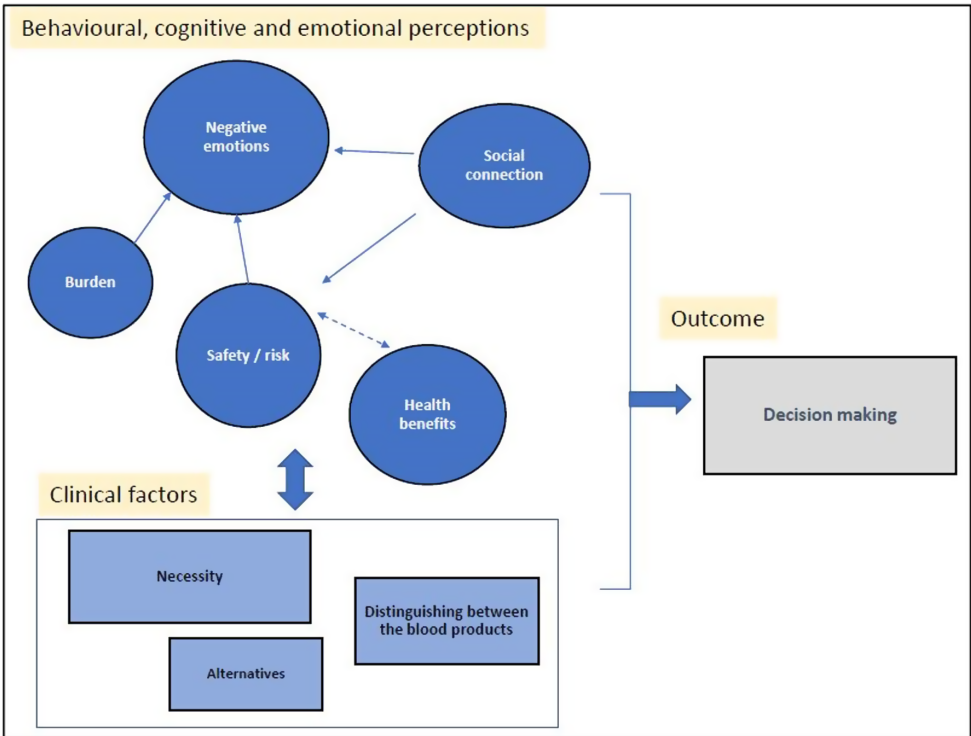 Behavioural, cognitive and emotional perceptions
Negative
emotions
Social
connection
Burden
Safety / risk
Health
benefits
Outcome
Decision making
Clinical factors
Necessity
Distinguishing between
the blood products
Alternatives